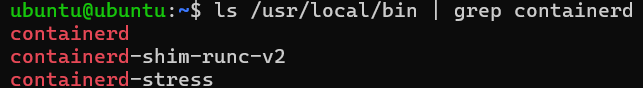 ubuntu@ubuntu:~$ ls /usr/local/bin | grep containerd
containerd
containerd-shim-runc-v2
containerd-stress